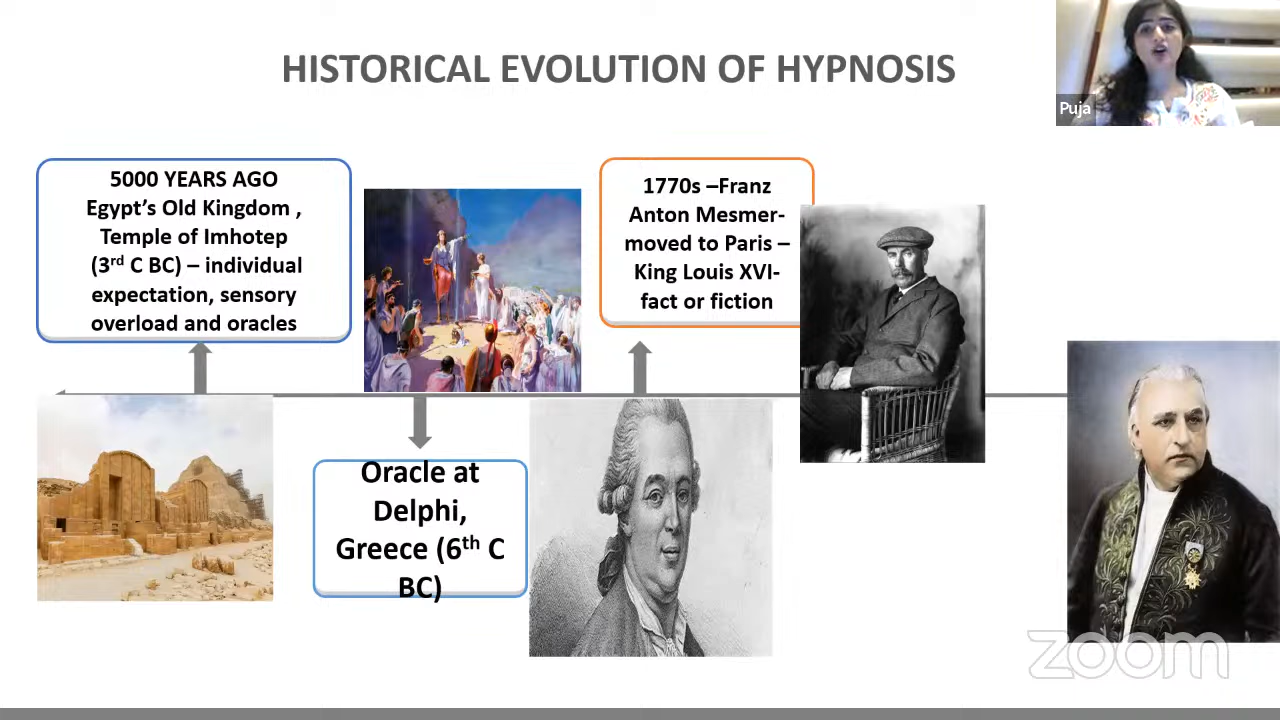 HISTORICAL EVOLUTION OF HYPNOSIS
Puja
5000 YEARS AGO
Egypt’s Old Kingdom ,
Temple of Imhotep
(3rd C BC) – individual
expectation, sensory
overload and oracles
1770s –Franz
Anton Mesmer-
moved to Paris –
King Louis XVI-
fact or fiction
Oracle at
Delphi,
Greece (6th C
BC)
zoom